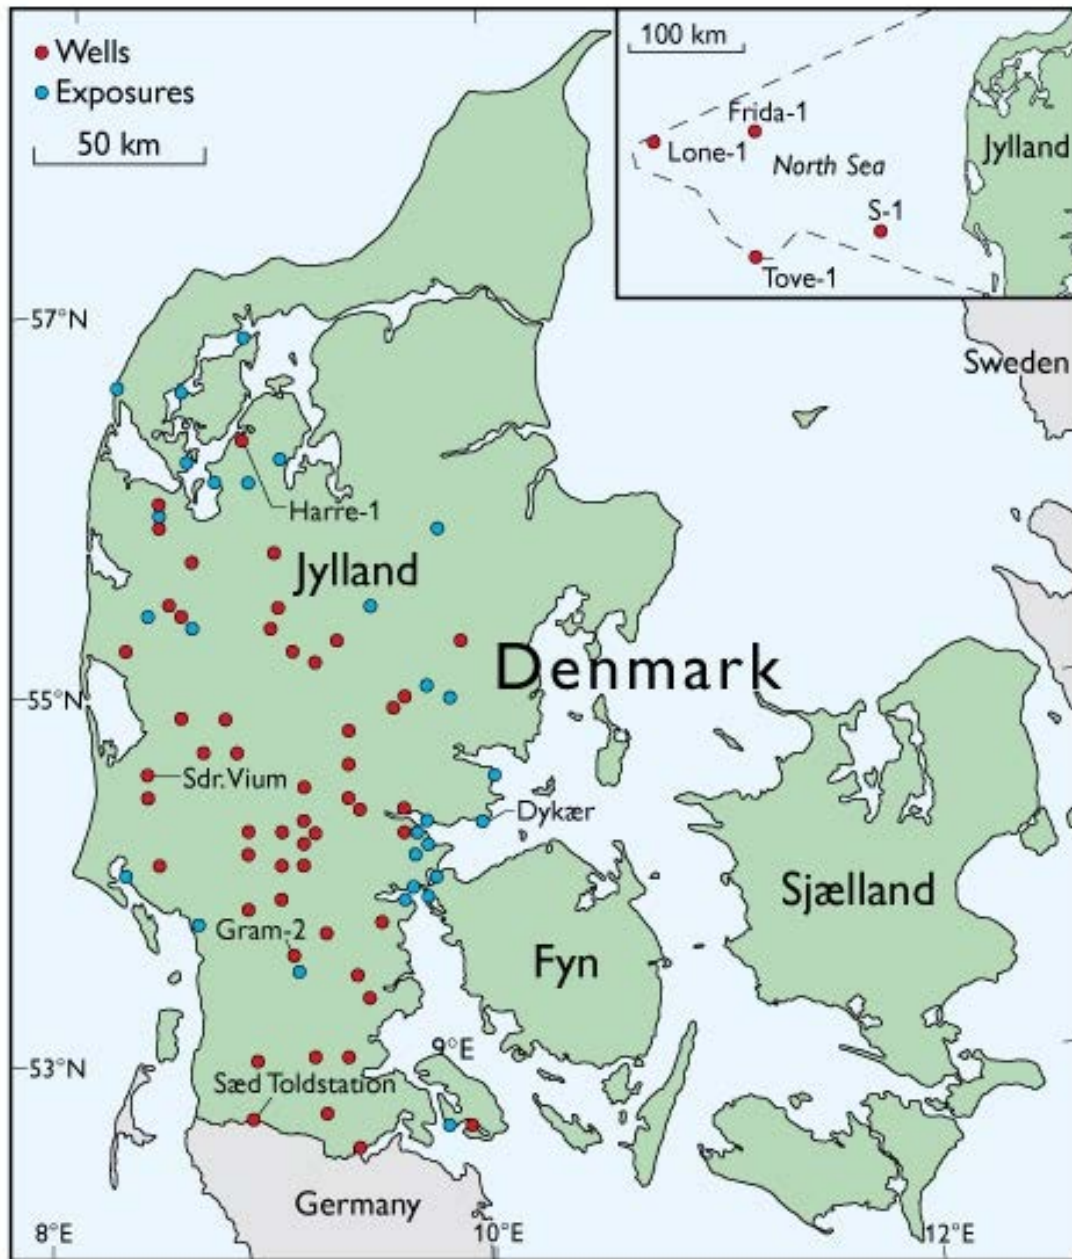 Wells
Exposures
50 km
100 km
Frida-1
Lone-1
North Sea
Jylland
S-1
Tove-1
57°N
Sweden
Harre-1
Jylland
Denmark
55°N
Sdr. Vium
Dykær
Sjælland
Gram-2
Fyn
9°E
53°N
Sæd Toldstation
Germany
8°E
10°E
12°E